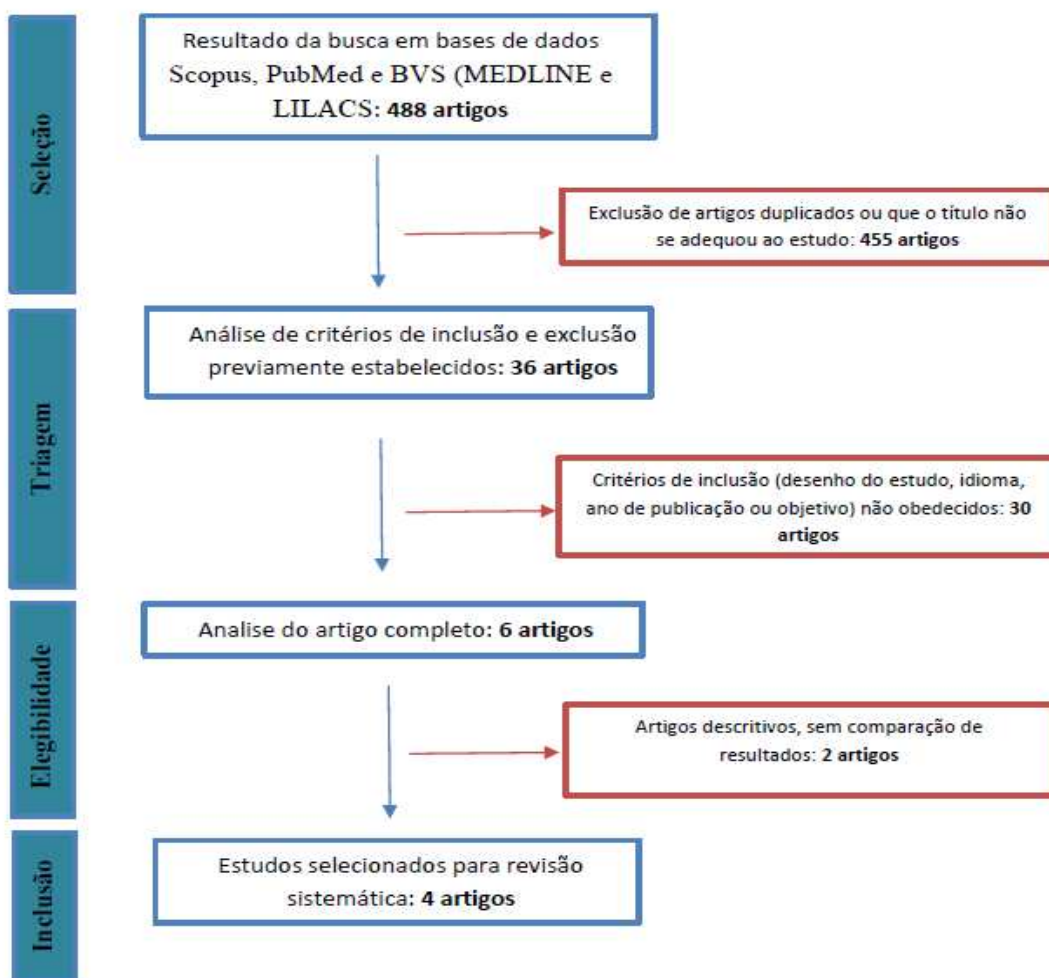 Seleção
Resultado da busca em bases de dados
Scopus, PubMed e BVS (MEDLINE e
LILACS: 488 artigos
Exclusão de artigos duplicados ou que o título não
se adequou ao estudo: 455 artigos
Triagem
Análise de critérios de inclusão e exclusão
previamente estabelecidos: 36 artigos
Critérios de inclusão (desenho do estudo, idioma,
ano de publicação ou objetivo) não obedecidos: 30
artigos
Elegibilidade
Analise do artigo completo: 6 artigos
Artigos descritivos, sem comparação de
resultados: 2 artigos
Inclusão
Estudos selecionados para revisão
sistemática: 4 artigos